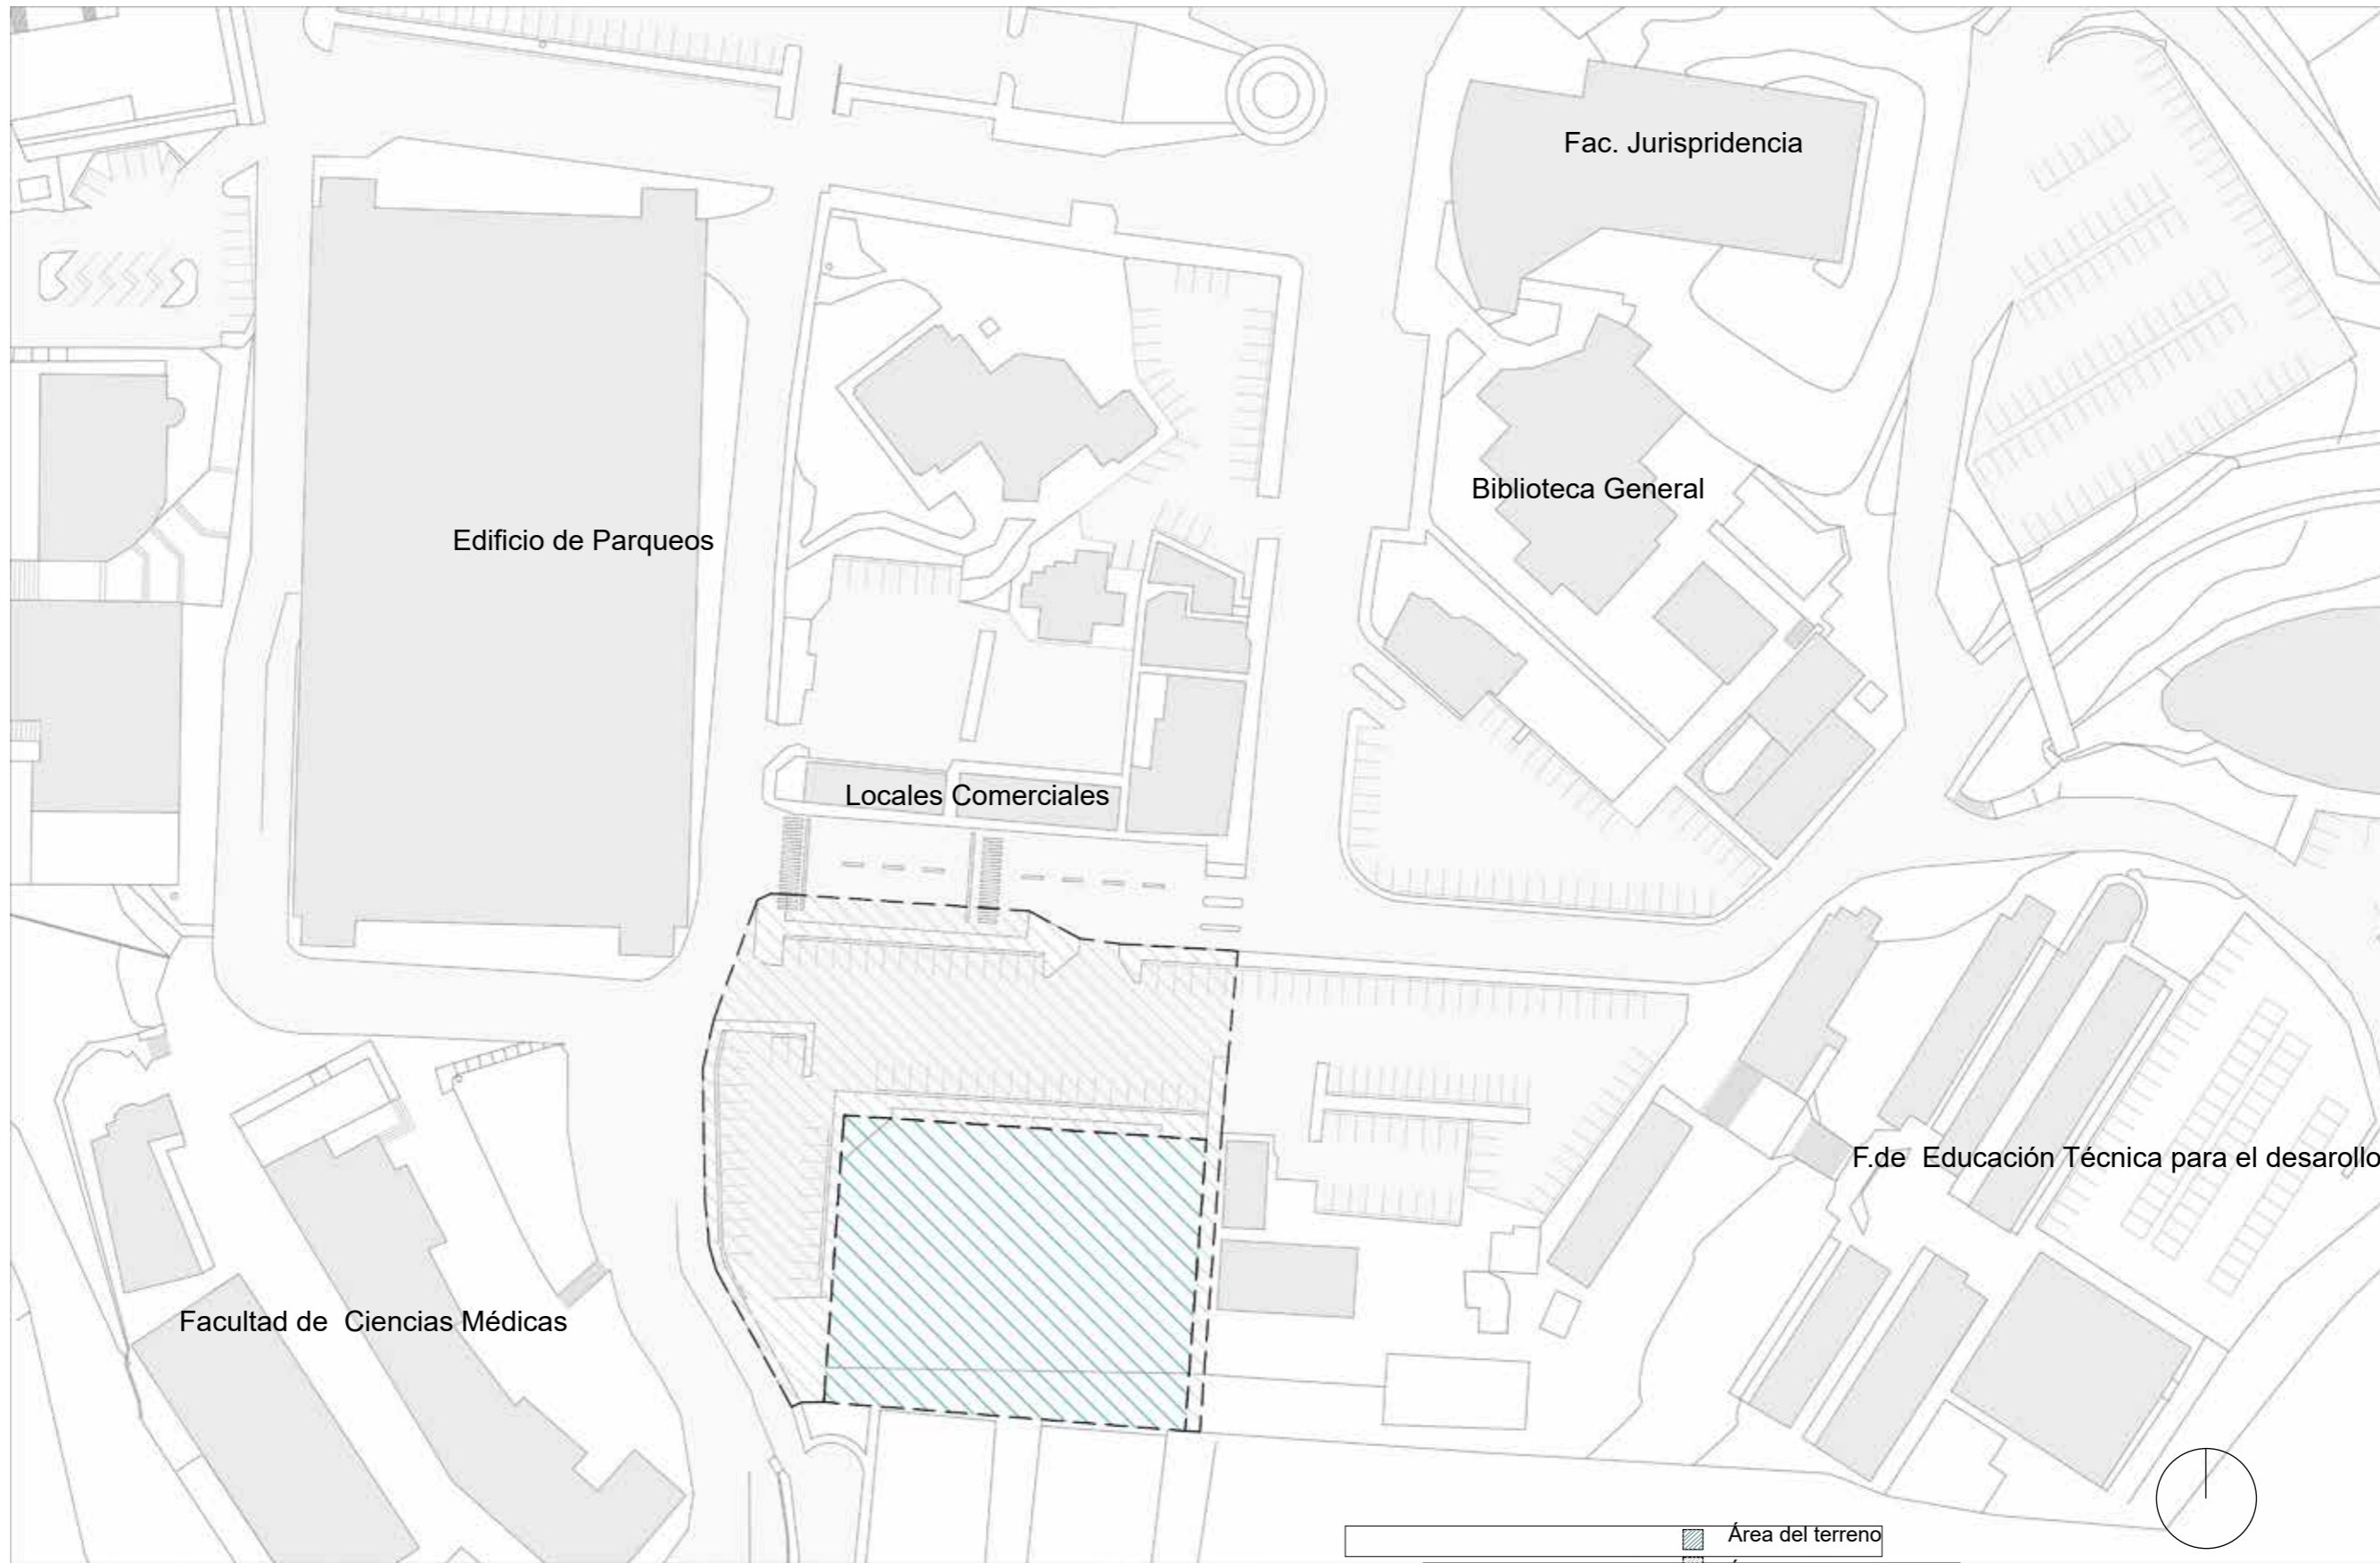 Fac. Jurispridencia
Biblioteca General
Edificio de Parqueos
Locales Comerciales
F.de Educación Técnica para el desarollo
Facultad de Ciencias Médicas
Área del terreno